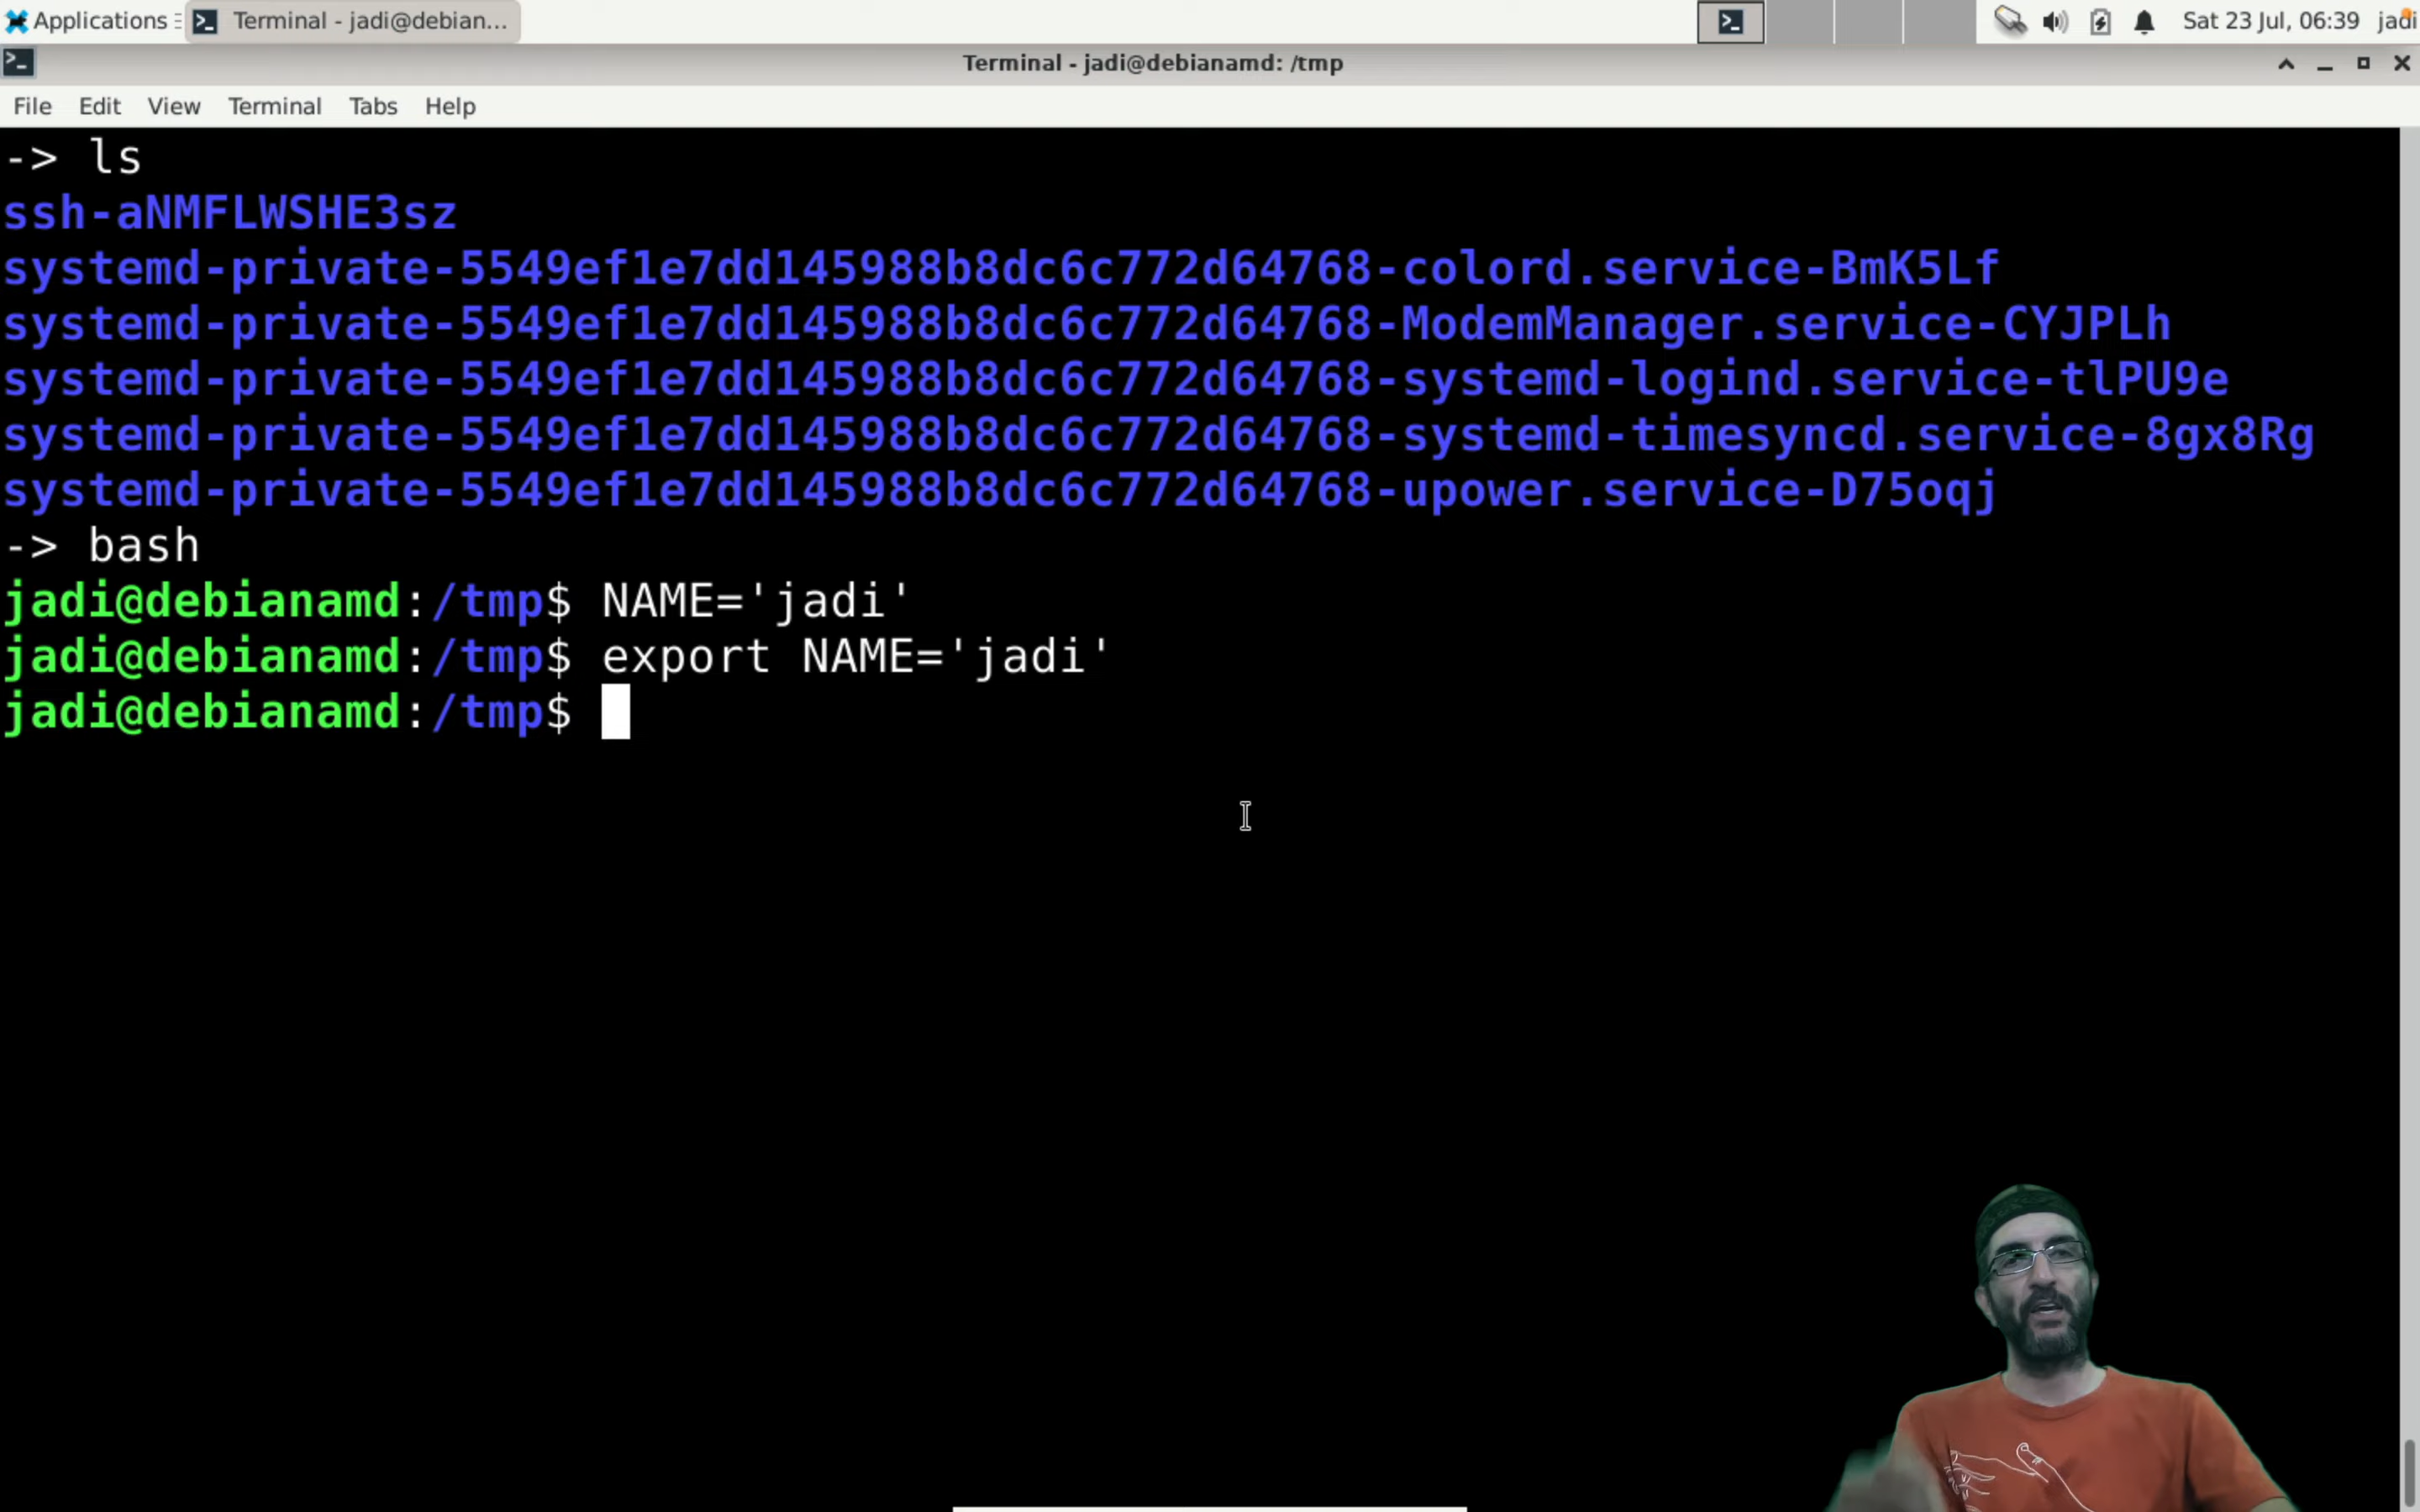 Applications
Terminal - jadi@debian...
Sat 23 Jul, 06:39
jadi
Terminal - jadi@debianamd: /tmp
File Edit View Terminal Tabs Help
-> ls
ssh-aNMFLWSHE3sz
systemd-private-5549ef1e7dd145988b8dc6c772d64768-colord.service-BmK5Lf
systemd-private-5549ef1e7dd145988b8dc6c772d64768-ModemManager.service-CYJPLh
systemd-private-5549ef1e7dd145988b8dc6c772d64768-systemd-logind.service-tlPU9e
systemd-private-5549ef1e7dd145988b8dc6c772d64768-systemd-timesyncd.service-8gx8Rg
systemd-private-5549ef1e7dd145988b8dc6c772d64768-upower.service-D75oqj
-> bash
jadi@debianamd:/tmp$ NAME='jadi'
jadi@debianamd:/tmp$ export NAME='jadi'
jadi@debianamd:/tmp$